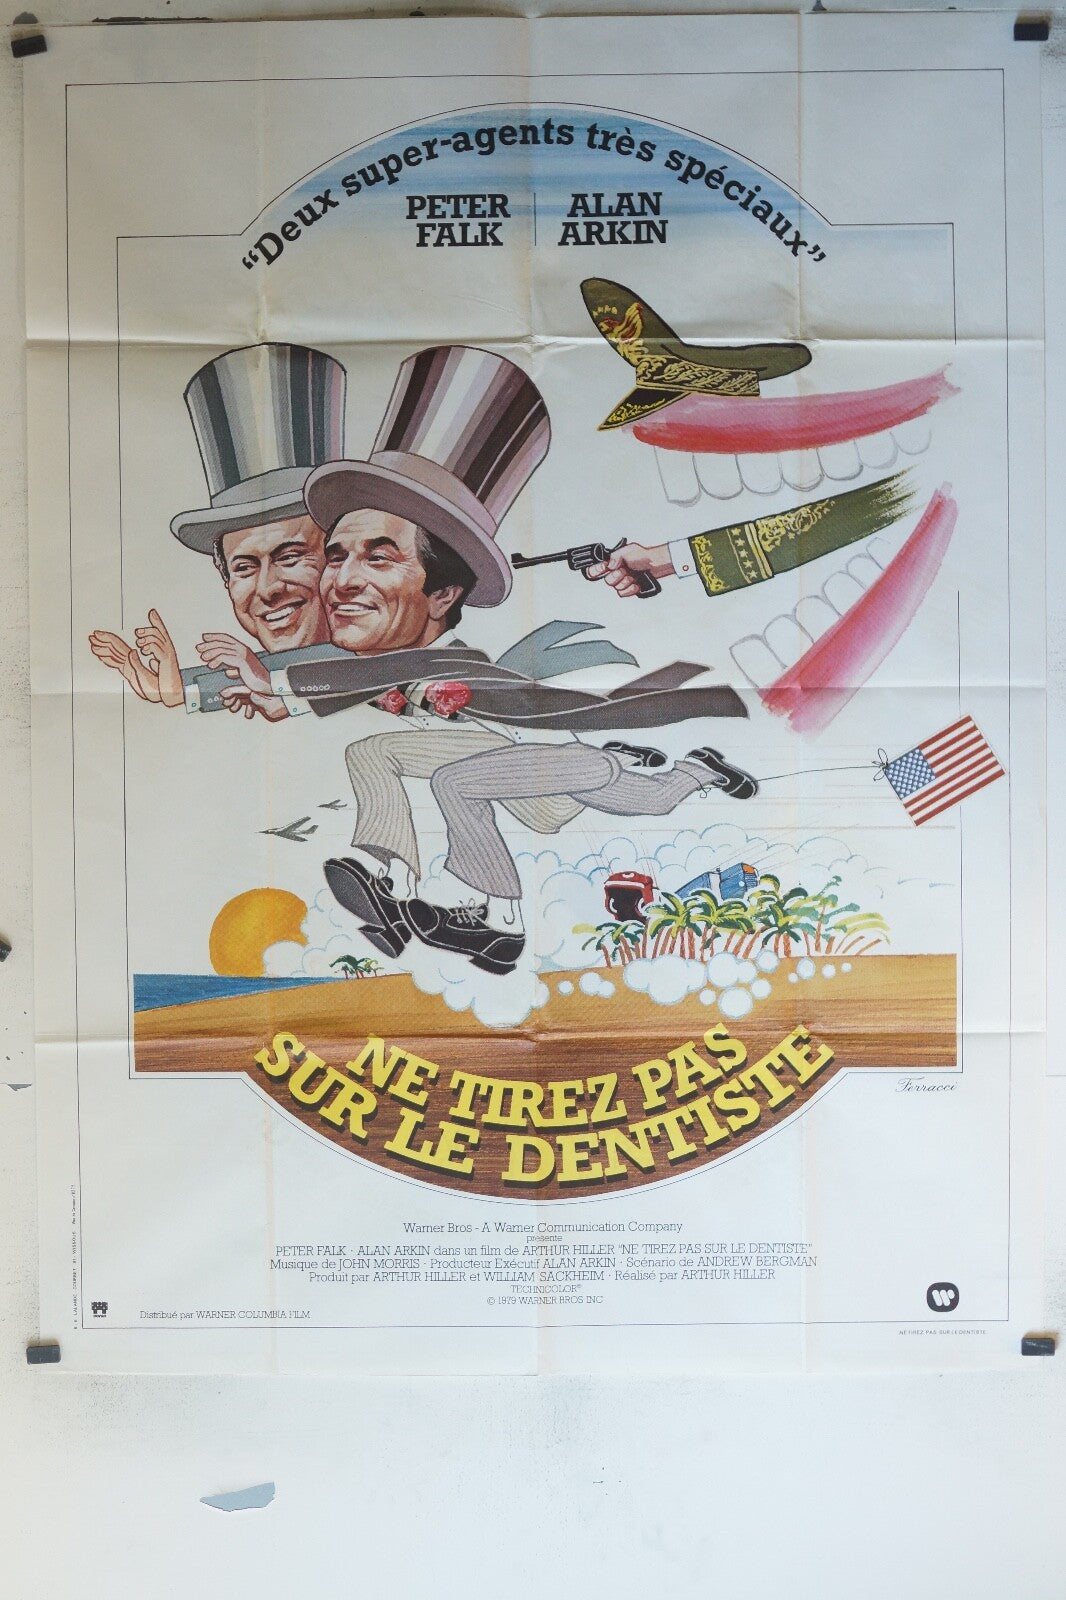 “Deux super-agents très spéciaux”
PETER FALK
ALAN ARKIN
Ferracci
NE TIREZ PAS
SUR LE DENTISTE
Warner Bros - A Warner Communication Company
présente
PETER FALK · ALAN ARKIN dans un film de ARTHUR HILLER "NE TIREZ PAS SUR LE DENTISTE"
Musique de JOHN MORRIS · Producteur Exécutif ALAN ARKIN · Scénario de ANDREW BERGMAN
Produit par ARTHUR HILLER et WILLIAM SACKHEIM · Réalisé par ARTHUR HILLER
TECHNICOLOR®
© 1979 WARNER BROS INC
Distribué par WARNER COLUMBIA FILM
NE TIREZ PAS SUR LE DENTISTE